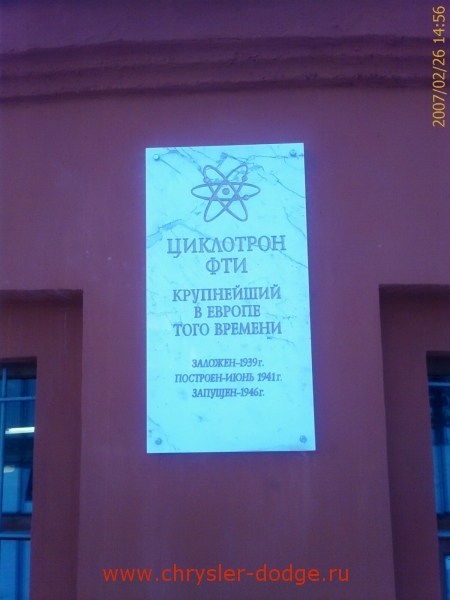 2007/02/26 14:56
ЦИКЛОТРОН
ФТИ
КРУПНЕЙШИЙ
В ЕВРОПЕ
ТОГО ВРЕМЕНИ
ЗАЛОЖЕН-1939г.
ПОСТРОЕН-ИЮНЬ 1941г.
ЗАПУЩЕН-1946г.
www.chrysler-dodge.ru